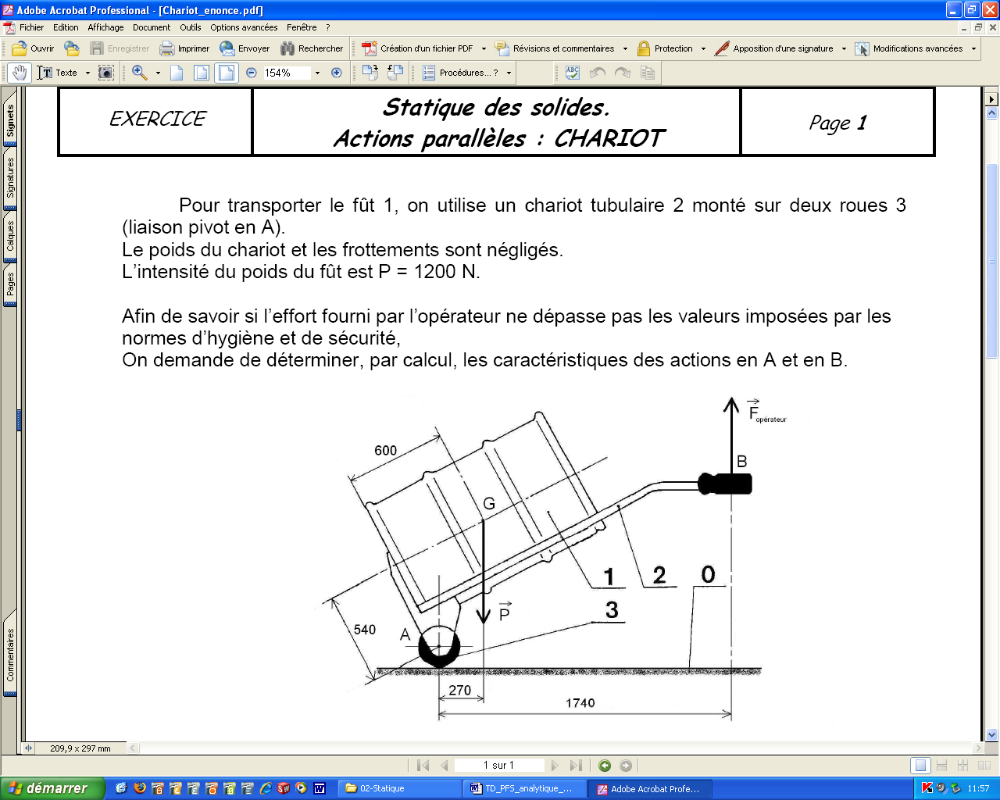 Adobe Acrobat Professional - [Chariot_enonce.pdf]
Fichier Edition Affichage Document Outils Options avancées Fenêtre ?
Ouvrir Enregistrer Imprimer Envoyer Rechercher Création d'un fichier PDF Révisions et commentaires Protection Apposition d'une signature Modifications avancées
Texte 154% Procédures... ?
Signets
Signatures
Calques
Pages
Commentaires
EXERCICE
Statique des solides.
Actions parallèles : CHARIOT
Page 1
Pour transporter le fût 1, on utilise un chariot tubulaire 2 monté sur deux roues 3
(liaison pivot en A).
Le poids du chariot et les frottements sont négligés.
L'intensité du poids du fût est P = 1200 N.
Afin de savoir si l'effort fourni par l'opérateur ne dépasse pas les valeurs imposées par les
normes d'hygiène et de sécurité,
On demande de déterminer, par calcul, les caractéristiques des actions en A et en B.
F opérateur
600
B
G
1 2 0
P
3
540
A
270
1740
209,9 x 297 mm
1 sur 1
démarrer W 02-Statique TD_PFS_analytique_... Adobe Acrobat Profe... 11:57